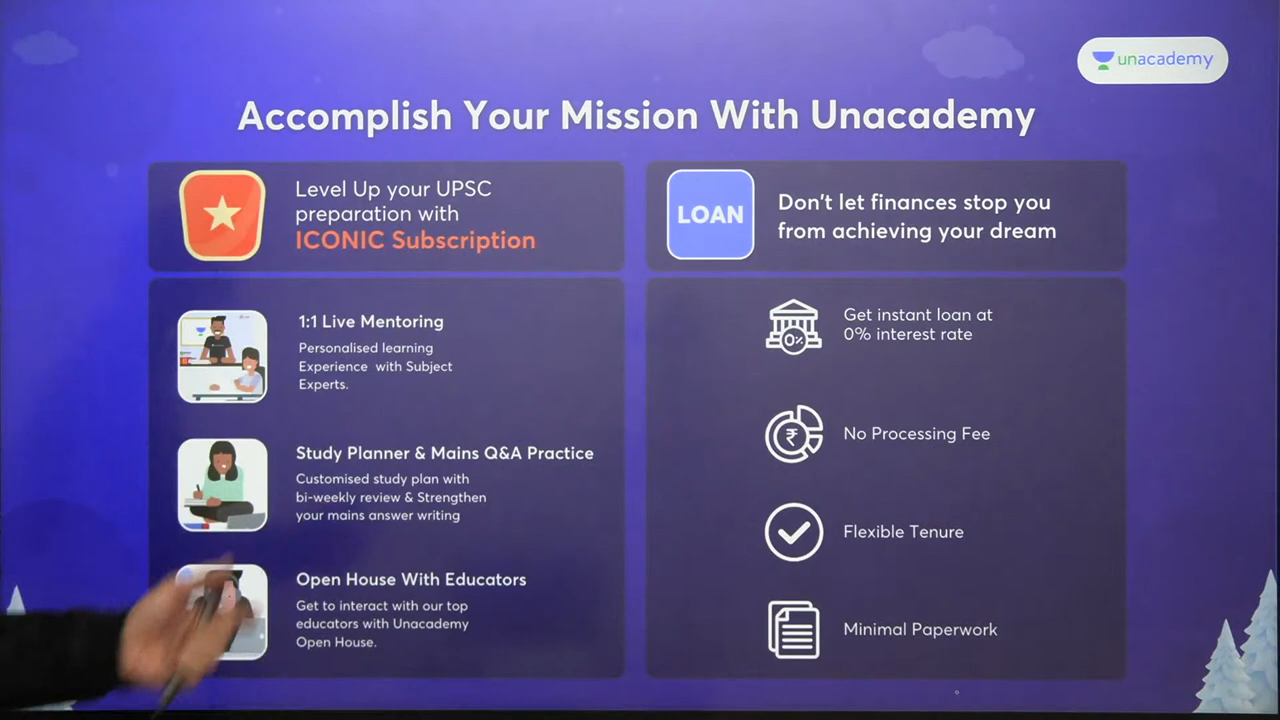 unacademy
Accomplish Your Mission With Unacademy
Level Up your UPSC
preparation with
ICONIC Subscription
1:1 Live Mentoring
Personalised learning
Experience with Subject
Experts.
Study Planner & Mains Q&A Practice
Customised study plan with
bi-weekly review & Strengthen
your mains answer writing
Open House With Educators
Get to interact with our top
educators with Unacademy
Open House.
LOAN
Don't let finances stop you
from achieving your dream
Get instant loan at
0% interest rate
0%
₹
No Processing Fee
Flexible Tenure
Minimal Paperwork